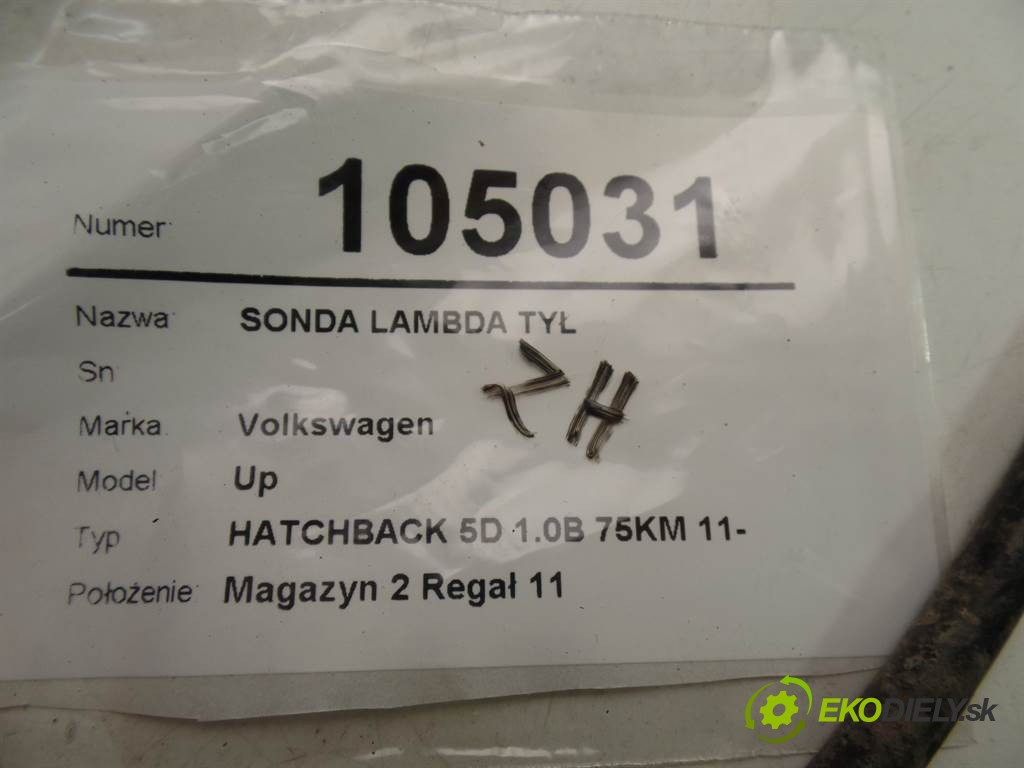 Numer: 105031
Nazwa: SONDA LAMBDA TYŁ
Sn
Marka: Volkswagen
Model Up
Typ HATCHBACK 5D 1.0B 75KM 11-
Położenie: Magazyn 2 Regał 11
EKODIELY.sk